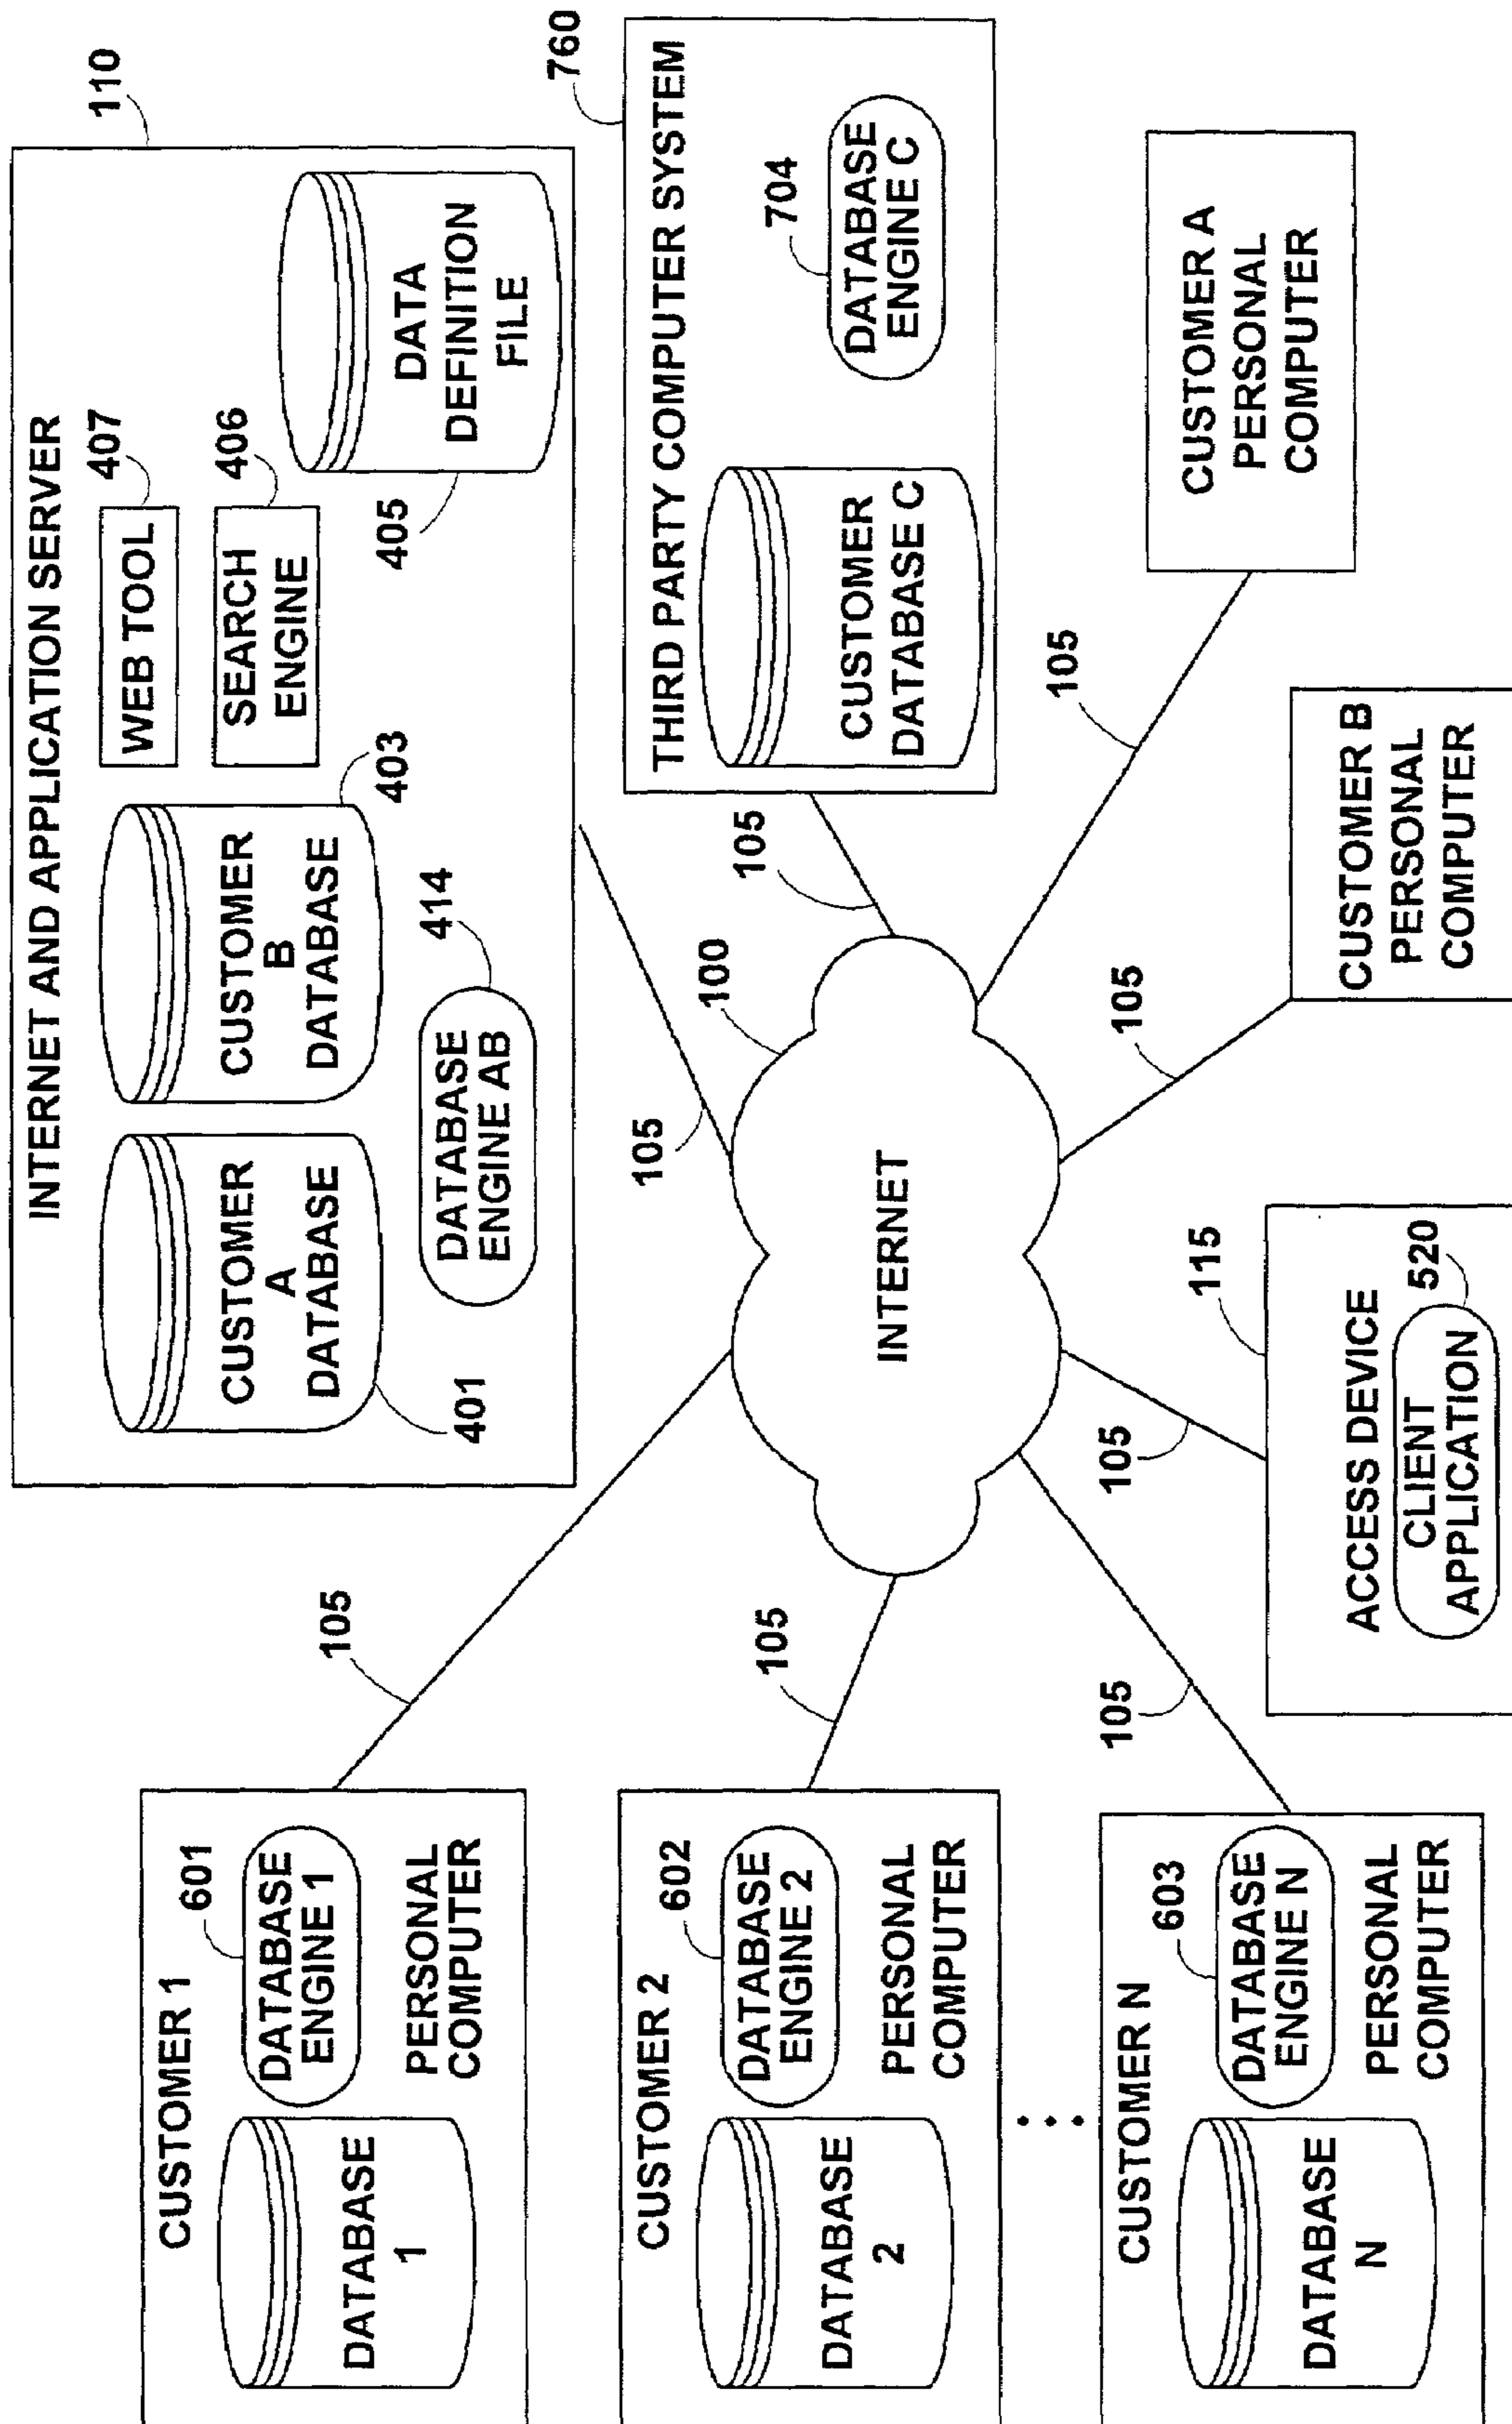 INTERNET AND APPLICATION SERVER
110
CUSTOMER
A
DATABASE
401
CUSTOMER
B
DATABASE
403
WEB TOOL
407
SEARCH
ENGINE
406
DATABASE
ENGINE AB
414
DATA
DEFINITION
FILE
405
CUSTOMER 1
DATABASE
1
601
DATABASE
ENGINE 1
PERSONAL
COMPUTER
105
105
THIRD PARTY COMPUTER SYSTEM
760
CUSTOMER
DATABASE C
704
DATABASE
ENGINE C
105
CUSTOMER 2
DATABASE
2
602
DATABASE
ENGINE 2
PERSONAL
COMPUTER
105
INTERNET
100
105
CUSTOMER A
PERSONAL
COMPUTER
CUSTOMER N
DATABASE
N
603
DATABASE
ENGINE N
PERSONAL
COMPUTER
105
105
ACCESS DEVICE
115
CLIENT
APPLICATION
520
105
CUSTOMER B
PERSONAL
COMPUTER